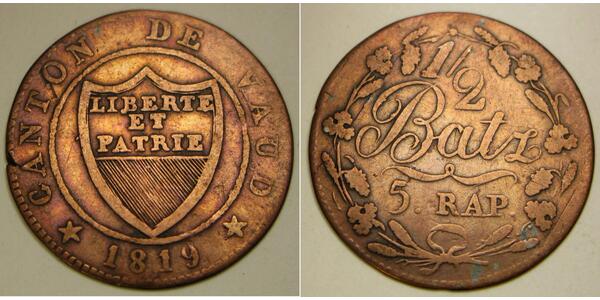 CANTON DE VAUD
LIBERTE
ET
PATRIE
1819
1/2
Batz
5. RAP.